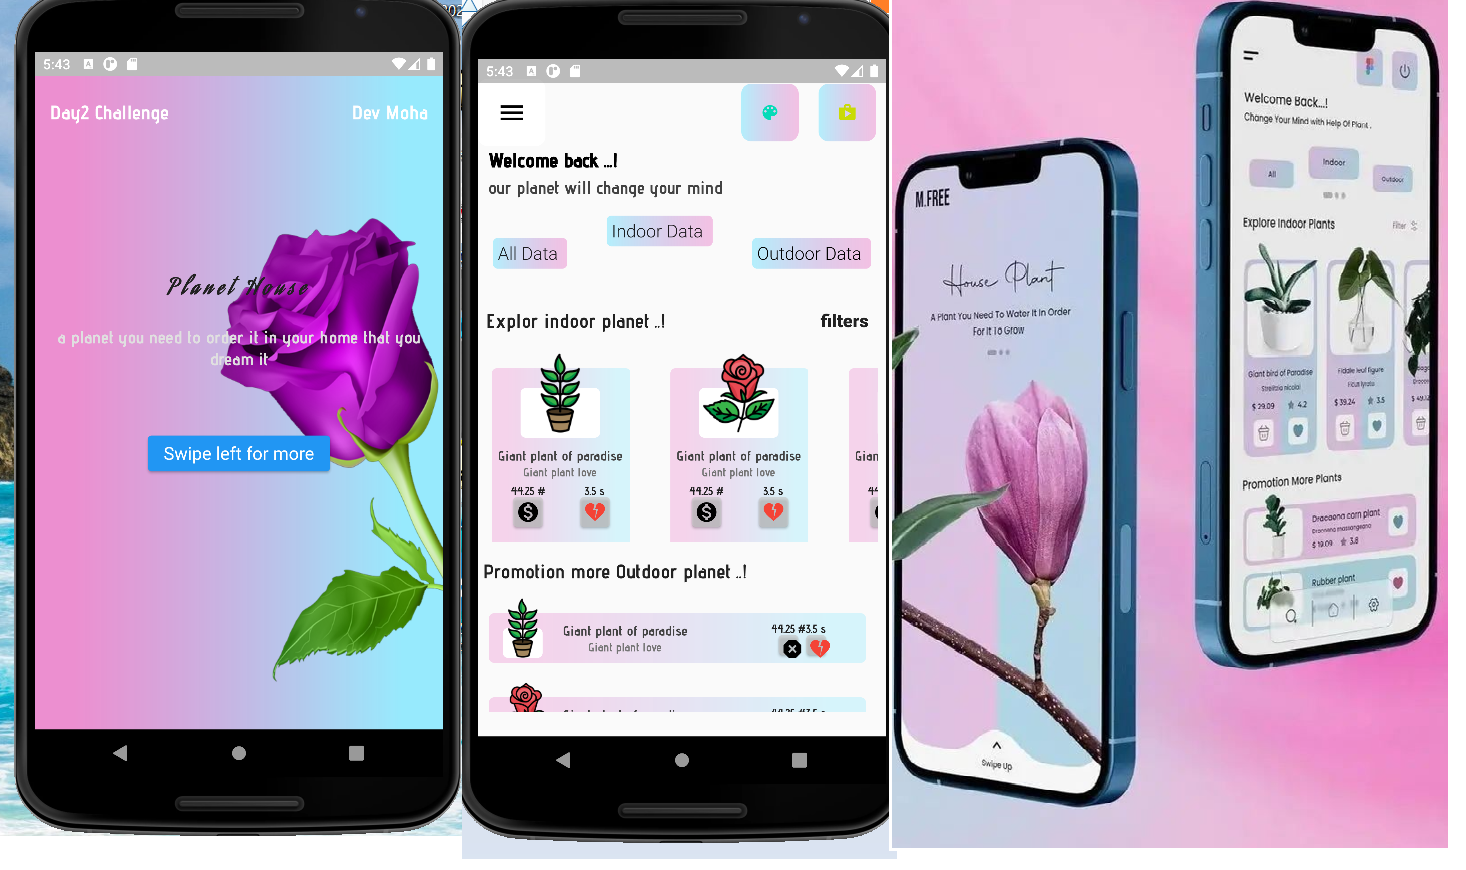 202
5:43
Day2 Challenge
Dev Moha
Planet House
a planet you need to order it in your home that you
dream it
Swipe left for more
5:43
Welcome back ...!
our planet will change your mind
All Data
Indoor Data
Outdoor Data
Explor indoor planet ..!
filters
Giant plant of paradise
Giant plant love
44.25 #
3.5 s
Giant plant of paradise
Giant plant love
44.25 #
3.5 s
Gian
44
Promotion more Outdoor planet ..!
Giant plant of paradise
Giant plant love
44.25 #3.5 s
44.25 #3.5 s
M.FREE
House Plant
A Plant You Need To Water It In Order
For It To Grow
Swipe Up
Welcome Back...!
Change Your Mind with Help Of Plant .
All
Indoor
Outdoor
Explore Indoor Plants
Filter
Giant bird of Paradise
Strelitzia nicolai
$ 29.09
4.2
Fiddle leaf figure
Ficus lyrata
$ 39.24
3.5
Promotion More Plants
Dracaena corn plant
Dracaena massangeana
$ 19.09
3.8
Rubber plant